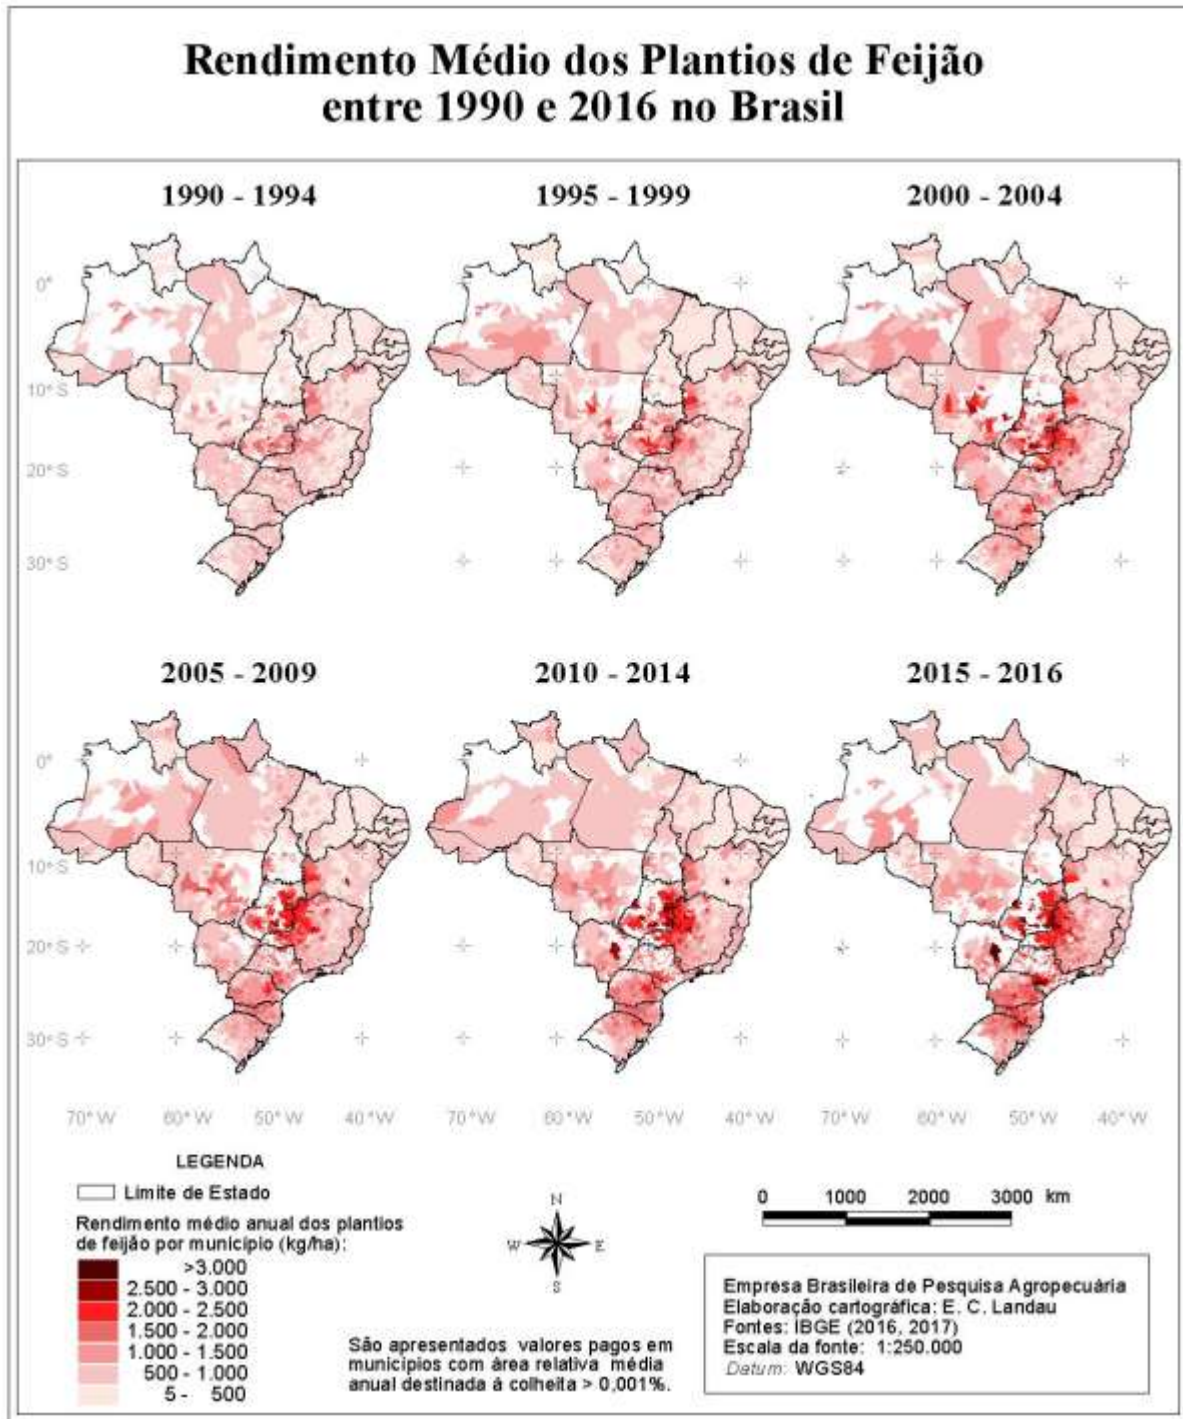 Rendimento Médio dos Plantios de Feijão
entre 1990 e 2016 no Brasil
1990 - 1994
1995 - 1999
2000 - 2004
0°
10° S
20° S
30° S
2005 - 2009
2010 - 2014
2015 - 2016
0°
10° S
20° S
30° S
70° W 60° W 50° W 40° W 70° W 60° W 50° W 40° W 70° W 60° W 50° W 40° W
LEGENDA
Limite de Estado
Rendimento médio anual dos plantios
de feijão por município (kg/ha):
>3.000
2.500 - 3.000
2.000 - 2.500
1.500 - 2.000
1.000 - 1.500
500 - 1.000
5 - 500
N
W E
S
São apresentados valores pagos em
municípios com área relativa média
anual destinada á colheita > 0,001%.
0 1000 2000 3000 km
Empresa Brasileira de Pesquisa Agropecuária
Elaboração cartográfica: E. C. Landau
Fontes: IBGE (2016, 2017)
Escala da fonte: 1:250.000
Datum: WGS84